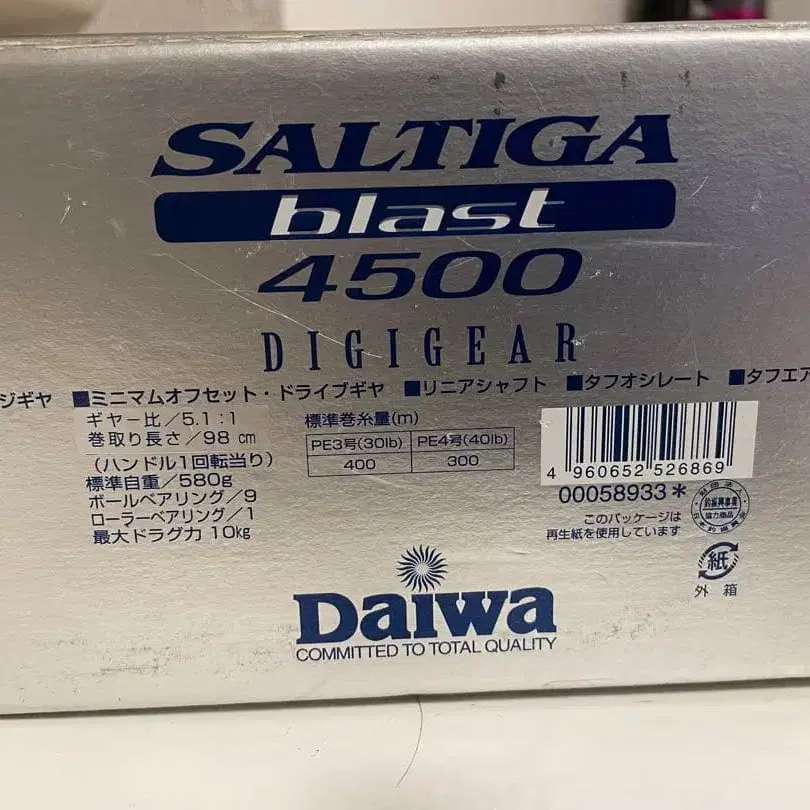 SALTIGA
blast
4500
DIGIGEAR
ジギヤ ■ミニマムオフセット・ドライブギヤ ■リニアシャフト ■タフオシレート ■タフエア
ギヤー比/5.1:1
巻取り長さ/98cm
(ハンドル1回転当り)
標準自重/580g
ボールベアリング/9
ローラーベアリング/1
最大ドラグ力 10kg
標準巻糸量(m)
PE3号(30lb) PE4号(40lb)
400 300
4 960652 526869
00058933*
このパッケージは
再生紙を使用しています
紙
外箱
Daiwa
COMMITTED TO TOTAL QUALITY